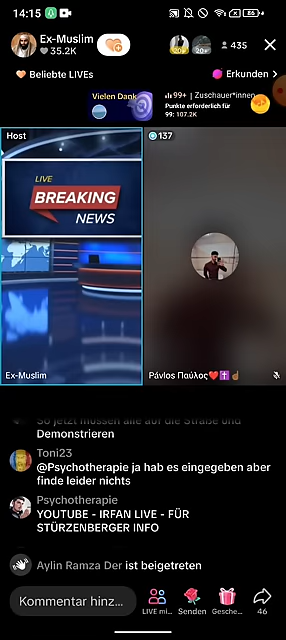 14:15
Ex-Muslim
35.2K
435
Beliebte LIVEs
Erkunden >
Vielen Dank
99+ | Zuschauer*innen
Punkte erforderlich für
99: 107.2K
Host
137
LIVE
BREAKING
NEWS
Ex-Muslim
Pávlos Παύλος
So jetzt müssen alle auf die Straße und
Demonstrieren
Toni23
@Psychotherapie ja hab es eingegeben aber
finde leider nichts
Psychotherapie
YOUTUBE - IRFAN LIVE - FÜR
STÜRZENBERGER INFO
Aylin Ramza Der ist beigetreten
Kommentar hinz...
LIVE mi...
Senden
Gesche...
46